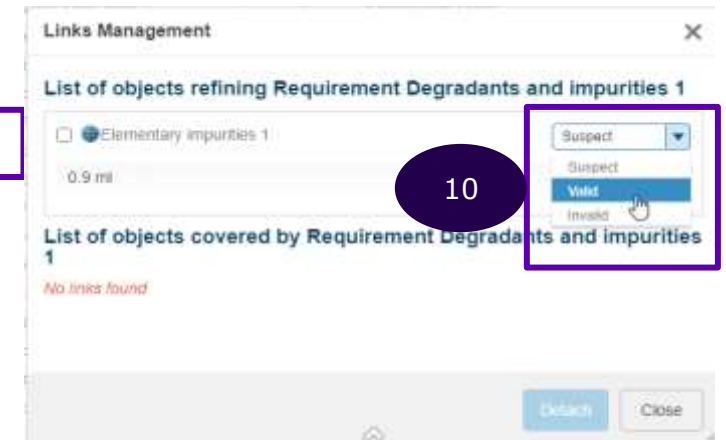 Links Management
List of objects refining Requirement Degradants and impurities 1
Elementary impurities 1
Suspect
0.9 ml
Suspect
Valid
Invalid
10
List of objects covered by Requirement Degradants and impurities
1
No links found
Detach
Close